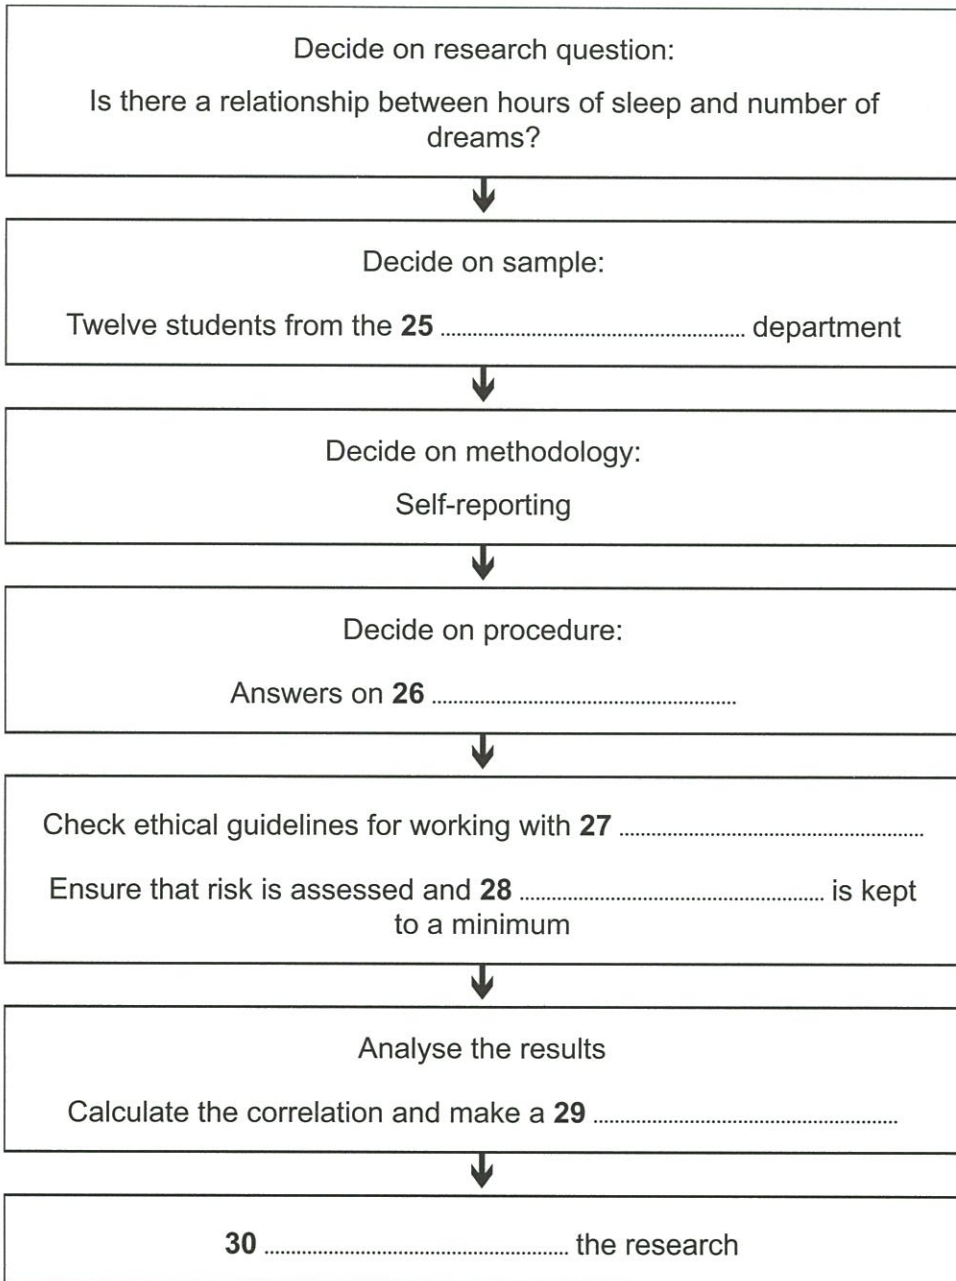 Decide on research question:
Is there a relationship between hours of sleep and number of
dreams?
Decide on sample:
Twelve students from the 25 .................................................. department
Decide on methodology:
Self-reporting
Decide on procedure:
Answers on 26 ..................................................
Check ethical guidelines for working with 27 ..................................................
Ensure that risk is assessed and 28 .................................................. is kept
to a minimum
Analyse the results
Calculate the correlation and make a 29 ..................................................
30 .................................................. the research